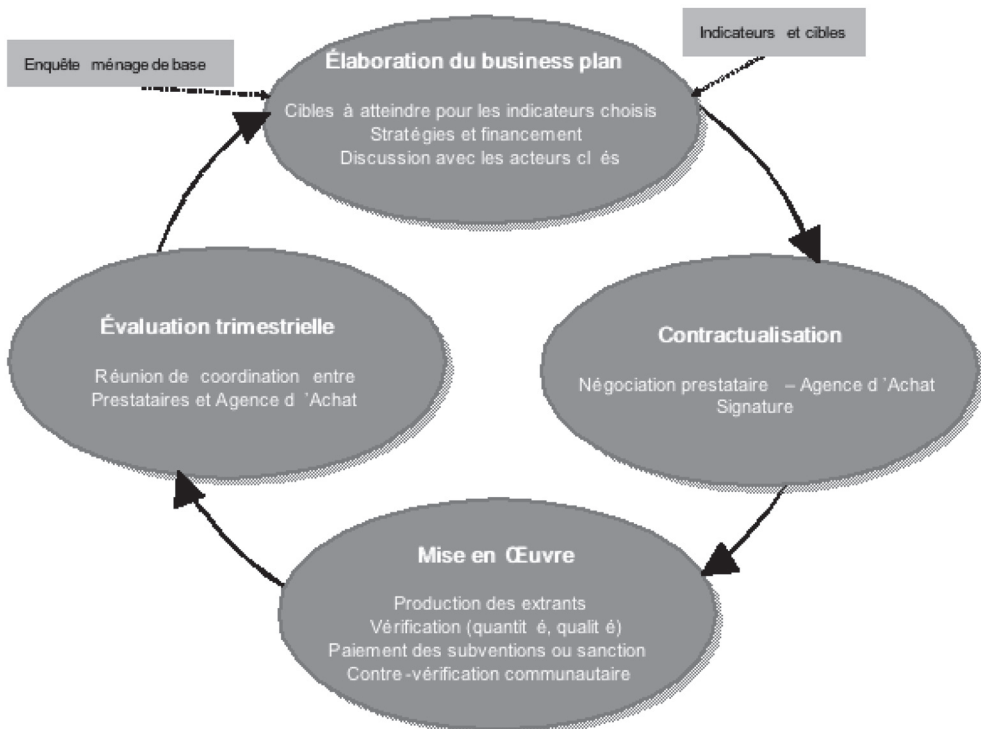 Enquête ménage de base
Indicateurs et cibles
Élaboration du business plan
Cibles à atteindre pour les indicateurs choisis
Stratégies et financement
Discussion avec les acteurs cl és
Évaluation trimestrielle
Réunion de coordination entre
Prestataires et Agence d ’Achat
Contractualisation
Négociation prestataire – Agence d ’Achat
Signature
Mise en Œuvre
Production des extrants
Vérification (quantit é, qualit é)
Paiement des subventions ou sanction
Contre-vérification communautaire